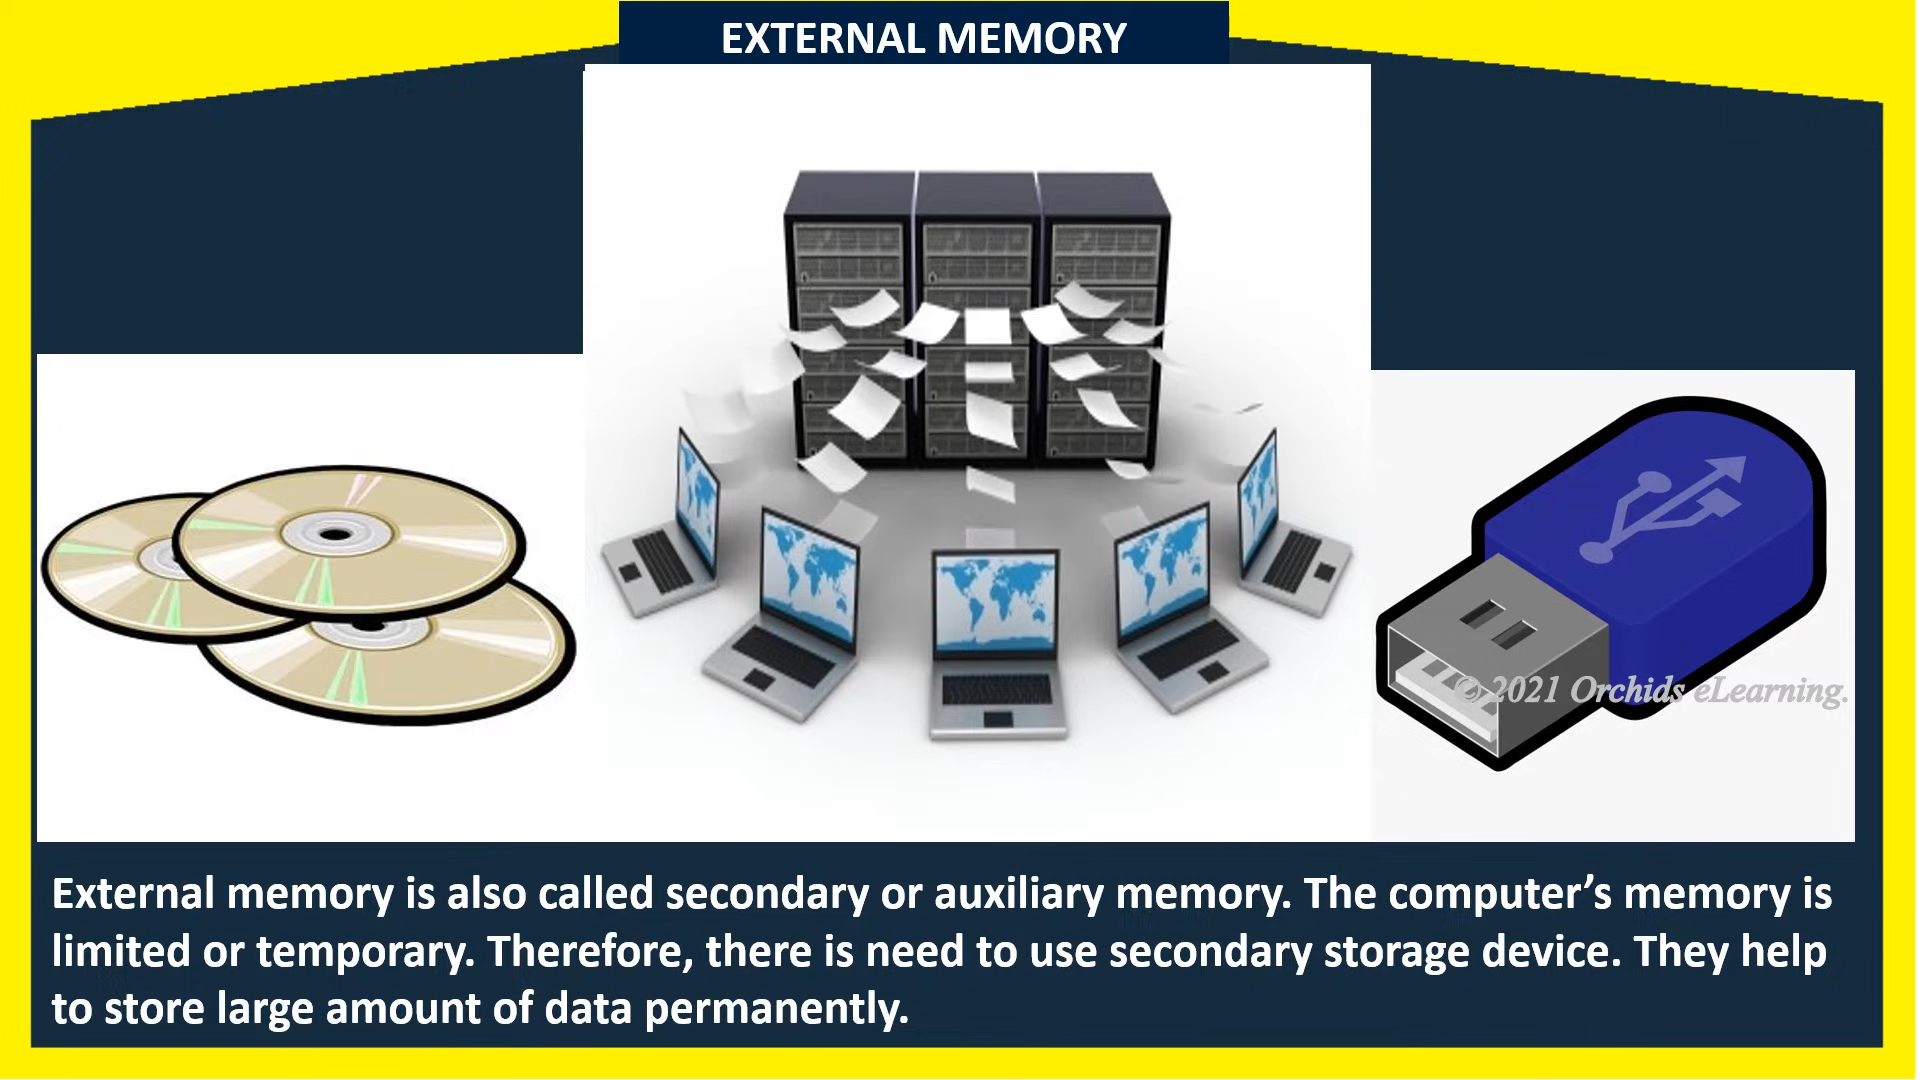 EXTERNAL MEMORY
© 2021 Orchids eLearning.
External memory is also called secondary or auxiliary memory. The computer’s memory is
limited or temporary. Therefore, there is need to use secondary storage device. They help
to store large amount of data permanently.